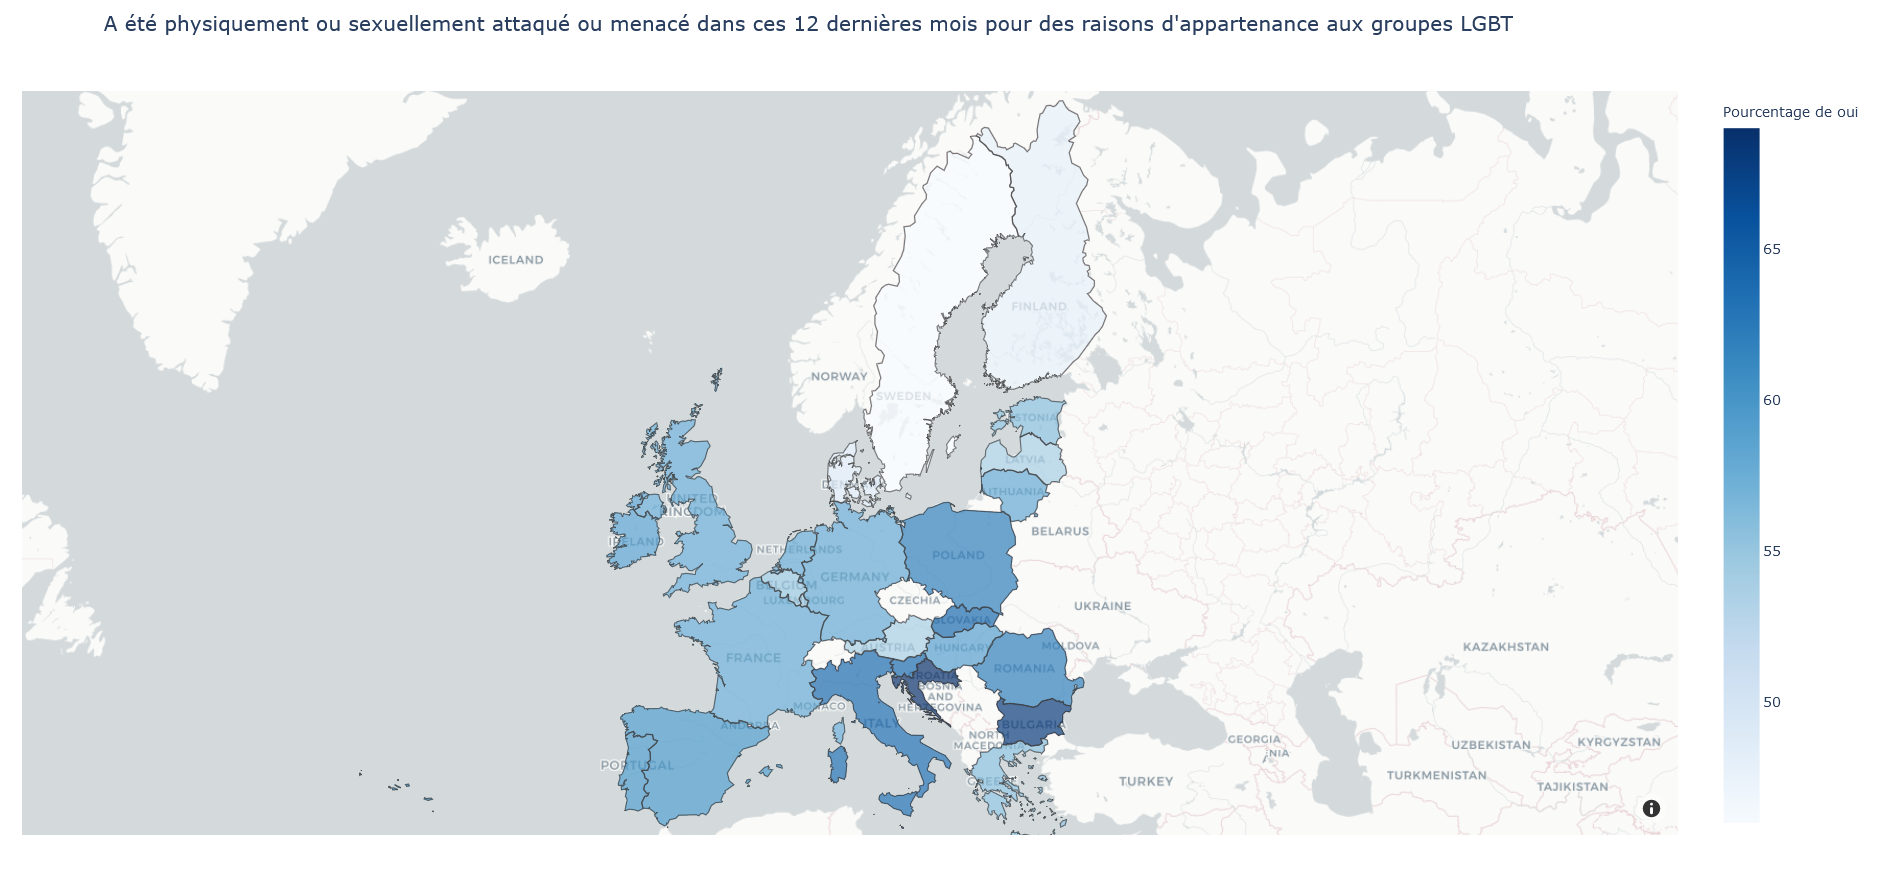 A été physiquement ou sexuellement attaqué ou menacé dans ces 12 dernières mois pour des raisons d'appartenance aux groupes LGBT
Pourcentage de oui
65
60
55
50
ICELAND
FINLAND
NORWAY
SWEDEN
LATVIA
LITHUANIA
UNITED
KINGDOM
BELARUS
IRELAND
NETHERLANDS
POLAND
GERMANY
BELGIUM
LUXEMBOURG
CZECHIA
UKRAINE
SLOVAKIA
AUSTRIA
HUNGARY
MOLDOVA
KAZAKHSTAN
FRANCE
ROMANIA
CROATIA
BOSNIA
AND
HERZEGOVINA
MONACO
ITALY
ANDORRA
BULGARIA
NORTH
MACEDONIA
GEORGIA
NIA
UZBEKISTAN
KYRGYZSTAN
PORTUGAL
GREECE
TURKEY
TURKMENISTAN
TAJIKISTAN